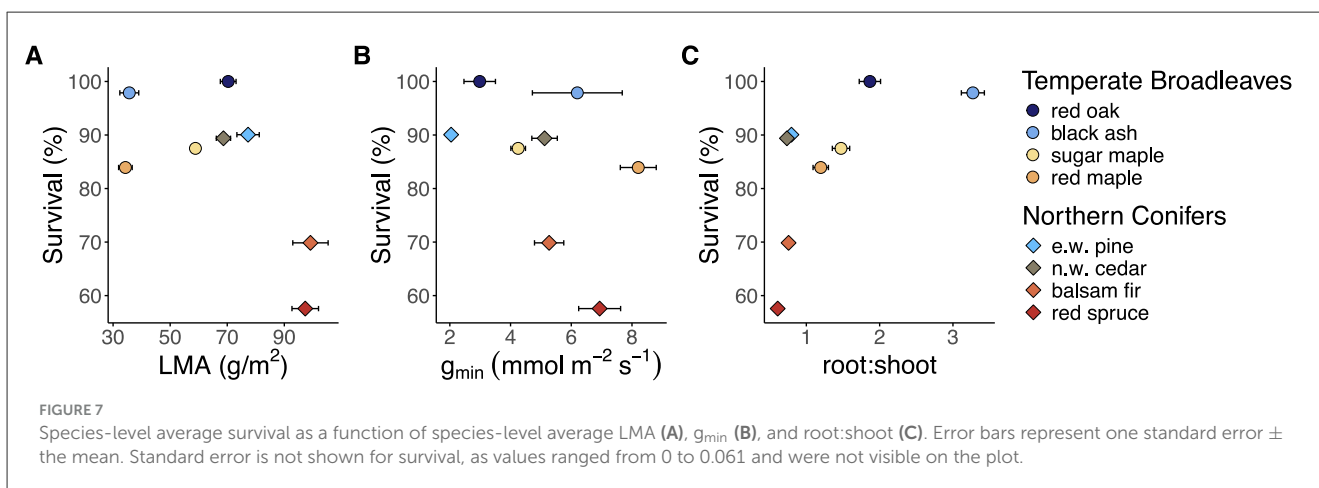 A
B
C
Survival (%)
100
90
80
70
60
30
50
70
90
LMA (g/m²)
Survival (%)
100
90
80
70
60
2
4
6
8
gmin (mmol m⁻² s⁻¹)
Survival (%)
100
90
80
70
60
1
2
3
root:shoot
Temperate Broadleaves
red oak
black ash
sugar maple
red maple
Northern Conifers
e.w. pine
n.w. cedar
balsam fir
red spruce
FIGURE 7
Species-level average survival as a function of species-level average LMA (A), gmin (B), and root:shoot (C). Error bars represent one standard error ±
the mean. Standard error is not shown for survival, as values ranged from 0 to 0.061 and were not visible on the plot.